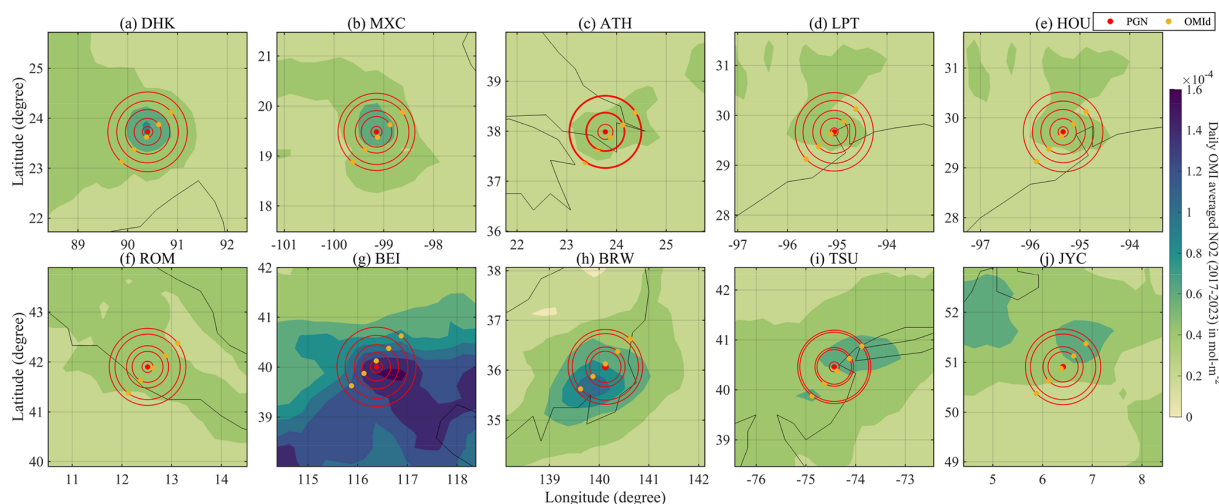 (a) DHK (b) MXC (c) ATH (d) LPT (e) HOU
PGN OMId
25 24 23 22
89 90 91 92
21 20 19
-101 -100 -99 -98
40 39 38 37 36
22 23 24 25
31 30 29 28
-97 -96 -95 -94
31 30 29 28
-97 -96 -95 -94
Latitude (degree)
(f) ROM (g) BEI (h) BRW (i) TSU (j) JYC
43 42 41 40
11 12 13 14
42 41 40 39
115 116 117 118
38 37 36 35 34
139 140 141 142
42 41 40 39
-76 -75 -74 -73
52 51 50 49
5 6 7 8
Latitude (degree)
Longitude (degree)
×10⁻⁴
1.6
1.4
1.2
1
0.8
0.6
0.4
0.2
0
Daily OMI averaged NO2 (2017-2023) in mol·m⁻²